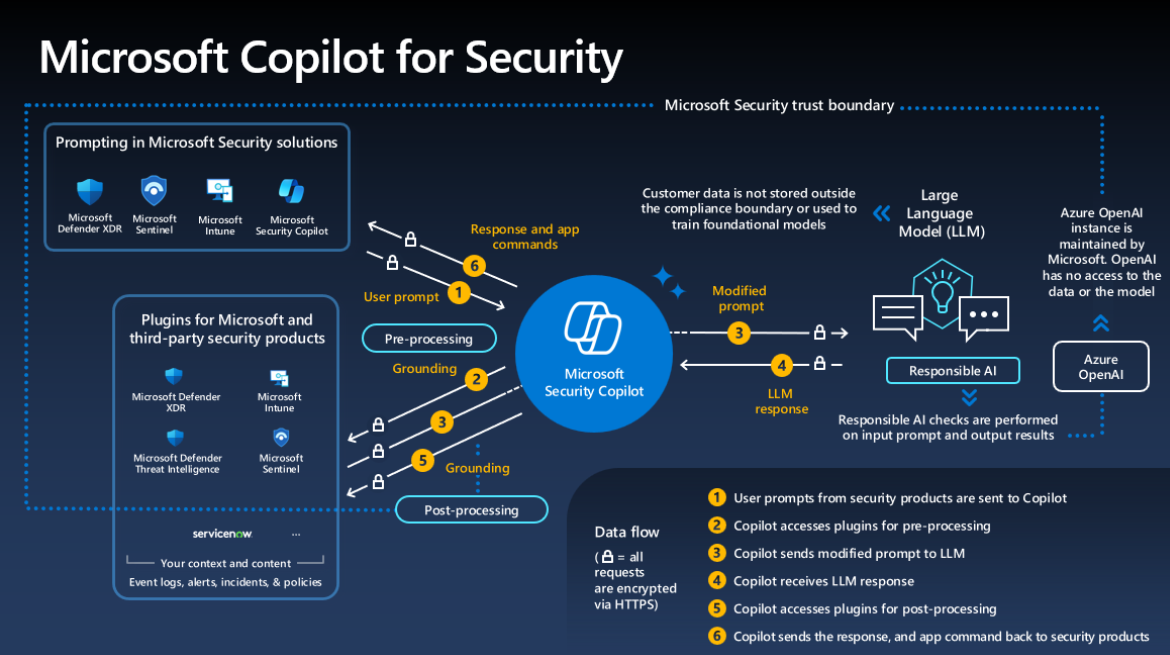 Microsoft Copilot for Security
Microsoft Security trust boundary
Prompting in Microsoft Security solutions
Microsoft
Defender XDR
Microsoft
Sentinel
Microsoft
Intune
Microsoft
Security Copilot
Response and app
commands
6
User prompt
1
Pre-processing
Grounding
2
3
5
Grounding
Post-processing
Plugins for Microsoft and
third-party security products
Microsoft Defender
XDR
Microsoft
Intune
Microsoft Defender
Threat Intelligence
Microsoft
Sentinel
servicenow
...
Your context and content
Event logs, alerts, incidents, & policies
Microsoft
Security Copilot
Modified
prompt
3
4
LLM
response
Customer data is not stored outside
the compliance boundary or used to
train foundational models
Large
Language
Model (LLM)
Responsible AI
Responsible AI checks are performed
on input prompt and output results
Azure OpenAI
instance is
maintained by
Microsoft. OpenAI
has no access to the
data or the model
Azure
OpenAI
Data flow
( = all
requests
are encrypted
via HTTPS)
1 User prompts from security products are sent to Copilot
2 Copilot accesses plugins for pre-processing
3 Copilot sends modified prompt to LLM
4 Copilot receives LLM response
5 Copilot accesses plugins for post-processing
6 Copilot sends the response, and app command back to security products